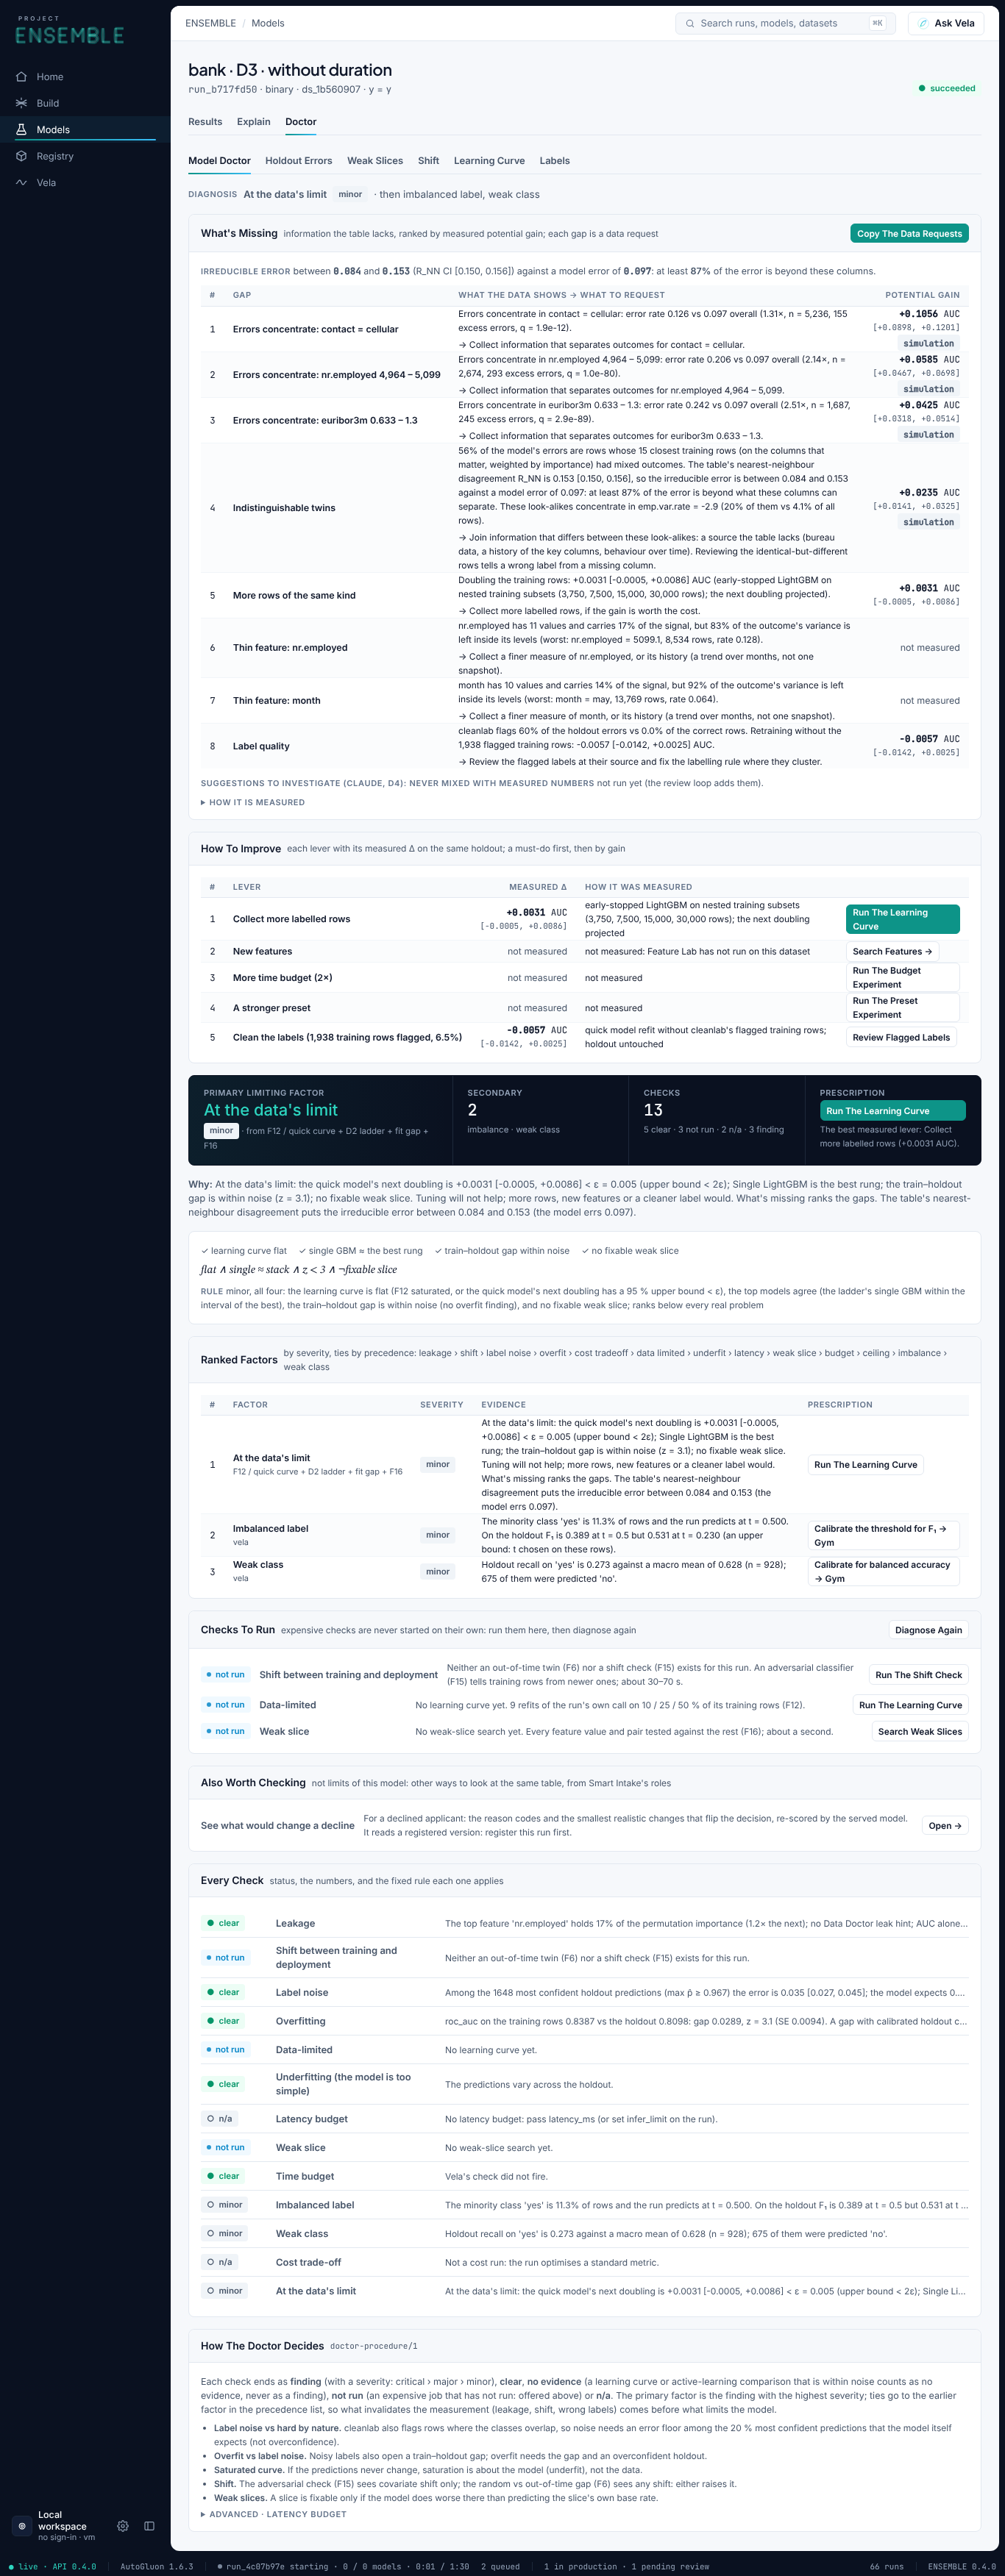 PROJECT
ENSEMBLE
Home
Build
Models
Registry
Vela
ENSEMBLE / Models
Search runs, models, datasets
⌘K
Ask Vela
bank · D3 · without duration
run_b717fd50 · binary · ds_1b560907 · y = y
succeeded
Results Explain Doctor
Model Doctor Holdout Errors Weak Slices Shift Learning Curve Labels
DIAGNOSIS At the data's limit minor · then imbalanced label, weak class
What's Missing information the table lacks, ranked by measured potential gain; each gap is a data request
Copy The Data Requests
IRREDUCIBLE ERROR between 0.084 and 0.153 (R_NN CI [0.150, 0.156]) against a model error of 0.097: at least 87% of the error is beyond these columns.
# GAP WHAT THE DATA SHOWS → WHAT TO REQUEST POTENTIAL GAIN
1 Errors concentrate: contact = cellular
Errors concentrate in contact = cellular: error rate 0.126 vs 0.097 overall (1.31×, n = 5,236, 155
excess errors, q = 1.9e-12).
→ Collect information that separates outcomes for contact = cellular.
+0.1056 AUC
[+0.0898, +0.1201]
simulation
2 Errors concentrate: nr.employed 4,964 – 5,099
Errors concentrate in nr.employed 4,964 – 5,099: error rate 0.206 vs 0.097 overall (2.14×, n =
2,674, 293 excess errors, q = 1.0e-80).
→ Collect information that separates outcomes for nr.employed 4,964 – 5,099.
+0.0585 AUC
[+0.0467, +0.0698]
simulation
3 Errors concentrate: euribor3m 0.633 – 1.3
Errors concentrate in euribor3m 0.633 – 1.3: error rate 0.242 vs 0.097 overall (2.51×, n = 1,687,
245 excess errors, q = 2.9e-89).
→ Collect information that separates outcomes for euribor3m 0.633 – 1.3.
+0.0425 AUC
[+0.0318, +0.0514]
simulation
4 Indistinguishable twins
56% of the model's errors are rows whose 15 closest training rows (on the columns that
matter, weighted by importance) had mixed outcomes. The table's nearest-neighbour
disagreement R_NN is 0.153 [0.150, 0.156], so the irreducible error is between 0.084 and 0.153
against a model error of 0.097: at least 87% of the error is beyond what these columns can
separate. These look-alikes concentrate in emp.var.rate = -2.9 (20% of them vs 4.1% of all
rows).
→ Join information that differs between these look-alikes: a source the table lacks (bureau
data, a history of the key columns, behaviour over time). Reviewing the identical-but-different
rows tells a wrong label from a missing column.
+0.0235 AUC
[+0.0141, +0.0325]
simulation
5 More rows of the same kind
Doubling the training rows: +0.0031 [-0.0005, +0.0086] AUC (early-stopped LightGBM on
nested training subsets (3,750, 7,500, 15,000, 30,000 rows); the next doubling projected).
→ Collect more labelled rows, if the gain is worth the cost.
+0.0031 AUC
[-0.0005, +0.0086]
6 Thin feature: nr.employed
nr.employed has 11 values and carries 17% of the signal, but 83% of the outcome's variance is
left inside its levels (worst: nr.employed = 5099.1, 8,534 rows, rate 0.128).
→ Collect a finer measure of nr.employed, or its history (a trend over months, not one
snapshot).
not measured
7 Thin feature: month
month has 10 values and carries 14% of the signal, but 92% of the outcome's variance is left
inside its levels (worst: month = may, 13,769 rows, rate 0.064).
→ Collect a finer measure of month, or its history (a trend over months, not one snapshot).
not measured
8 Label quality
cleanlab flags 60% of the holdout errors vs 0.0% of the correct rows. Retraining without the
1,938 flagged training rows: -0.0057 [-0.0142, +0.0025] AUC.
→ Review the flagged labels at their source and fix the labelling rule where they cluster.
-0.0057 AUC
[-0.0142, +0.0025]
SUGGESTIONS TO INVESTIGATE (CLAUDE, D4): NEVER MIXED WITH MEASURED NUMBERS not run yet (the review loop adds them).
▶ HOW IT IS MEASURED
How To Improve each lever with its measured Δ on the same holdout; a must-do first, then by gain
# LEVER MEASURED Δ HOW IT WAS MEASURED
1 Collect more labelled rows
+0.0031 AUC
[-0.0005, +0.0086]
early-stopped LightGBM on nested training subsets
(3,750, 7,500, 15,000, 30,000 rows); the next doubling
projected
Run The Learning
Curve
2 New features not measured not measured: Feature Lab has not run on this dataset Search Features →
3 More time budget (2×) not measured not measured
Run The Budget
Experiment
4 A stronger preset not measured not measured
Run The Preset
Experiment
5 Clean the labels (1,938 training rows flagged, 6.5%)
-0.0057 AUC
[-0.0142, +0.0025]
quick model refit without cleanlab's flagged training rows;
holdout untouched
Review Flagged Labels
PRIMARY LIMITING FACTOR
At the data's limit
minor · from F12 / quick curve + D2 ladder + fit gap +
F16
SECONDARY
2
imbalance · weak class
CHECKS
13
5 clear · 3 not run · 2 n/a · 3 finding
PRESCRIPTION
Run The Learning Curve
The best measured lever: Collect
more labelled rows (+0.0031 AUC).
Why: At the data's limit: the quick model's next doubling is +0.0031 [-0.0005, +0.0086] < ε = 0.005 (upper bound < 2ε); Single LightGBM is the best rung; the train–holdout
gap is within noise (z = 3.1); no fixable weak slice. Tuning will not help; more rows, new features or a cleaner label would. What's missing ranks the gaps. The table's nearest-
neighbour disagreement puts the irreducible error between 0.084 and 0.153 (the model errs 0.097).
✓ learning curve flat ✓ single GBM ≈ the best rung ✓ train–holdout gap within noise ✓ no fixable weak slice
flat ∧ single ≈ stack ∧ z < 3 ∧ ¬fixable slice
RULE minor, all four: the learning curve is flat (F12 saturated, or the quick model's next doubling has a 95 % upper bound < ε), the top models agree (the ladder's single GBM within the
interval of the best), the train–holdout gap is within noise (no overfit finding), and no fixable weak slice; ranks below every real problem
Ranked Factors
by severity, ties by precedence: leakage › shift › label noise › overfit › cost tradeoff › data limited › underfit › latency › weak slice › budget › ceiling › imbalance ›
weak class
# FACTOR SEVERITY EVIDENCE PRESCRIPTION
1 At the data's limit
F12 / quick curve + D2 ladder + fit gap + F16
minor
At the data's limit: the quick model's next doubling is +0.0031 [-0.0005,
+0.0086] < ε = 0.005 (upper bound < 2ε); Single LightGBM is the best
rung; the train–holdout gap is within noise (z = 3.1); no fixable weak slice.
Tuning will not help; more rows, new features or a cleaner label would.
What's missing ranks the gaps. The table's nearest-neighbour
disagreement puts the irreducible error between 0.084 and 0.153 (the
model errs 0.097).
Run The Learning Curve
2 Imbalanced label
vela
minor
The minority class 'yes' is 11.3% of rows and the run predicts at t = 0.500.
On the holdout F₁ is 0.389 at t = 0.5 but 0.531 at t = 0.230 (an upper
bound: t chosen on these rows).
Calibrate the threshold for F₁ →
Gym
3 Weak class
vela
minor
Holdout recall on 'yes' is 0.273 against a macro mean of 0.628 (n = 928);
675 of them were predicted 'no'.
Calibrate for balanced accuracy
→ Gym
Checks To Run expensive checks are never started on their own: run them here, then diagnose again
Diagnose Again
not run Shift between training and deployment
Neither an out-of-time twin (F6) nor a shift check (F15) exists for this run. An adversarial classifier
(F15) tells training rows from newer ones; about 30–70 s.
Run The Shift Check
not run Data-limited No learning curve yet. 9 refits of the run's own call on 10 / 25 / 50 % of its training rows (F12). Run The Learning Curve
not run Weak slice No weak-slice search yet. Every feature value and pair tested against the rest (F16); about a second. Search Weak Slices
Also Worth Checking not limits of this model: other ways to look at the same table, from Smart Intake's roles
See what would change a decline
For a declined applicant: the reason codes and the smallest realistic changes that flip the decision, re-scored by the served model.
It reads a registered version: register this run first.
Open →
Every Check status, the numbers, and the fixed rule each one applies
clear Leakage The top feature 'nr.employed' holds 17% of the permutation importance (1.2× the next); no Data Doctor leak hint; AUC alone...
not run Shift between training and
deployment
Neither an out-of-time twin (F6) nor a shift check (F15) exists for this run.
clear Label noise Among the 1648 most confident holdout predictions (max p̂ ≥ 0.967) the error is 0.035 [0.027, 0.045]; the model expects 0....
clear Overfitting roc_auc on the training rows 0.8387 vs the holdout 0.8098: gap 0.0289, z = 3.1 (SE 0.0094). A gap with calibrated holdout c...
not run Data-limited No learning curve yet.
clear Underfitting (the model is too
simple)
The predictions vary across the holdout.
n/a Latency budget No latency budget: pass latency_ms (or set infer_limit on the run).
not run Weak slice No weak-slice search yet.
clear Time budget Vela's check did not fire.
minor Imbalanced label The minority class 'yes' is 11.3% of rows and the run predicts at t = 0.500. On the holdout F₁ is 0.389 at t = 0.5 but 0.531 at t ...
minor Weak class Holdout recall on 'yes' is 0.273 against a macro mean of 0.628 (n = 928); 675 of them were predicted 'no'.
n/a Cost trade-off Not a cost run: the run optimises a standard metric.
minor At the data's limit At the data's limit: the quick model's next doubling is +0.0031 [-0.0005, +0.0086] < ε = 0.005 (upper bound < 2ε); Single Li...
How The Doctor Decides doctor-procedure/1
Each check ends as finding (with a severity: critical › major › minor), clear, no evidence (a learning curve or active-learning comparison that is within noise counts as no
evidence, never as a finding), not run (an expensive job that has not run: offered above) or n/a. The primary factor is the finding with the highest severity; ties go to the earlier
factor in the precedence list, so what invalidates the measurement (leakage, shift, wrong labels) comes before what limits the model.
• Label noise vs hard by nature. cleanlab also flags rows where the classes overlap, so noise needs an error floor among the 20 % most confident predictions that the model itself
expects (not overconfidence).
• Overfit vs label noise. Noisy labels also open a train–holdout gap; overfit needs the gap and an overconfident holdout.
• Saturated curve. If the predictions never change, saturation is about the model (underfit), not the data.
• Shift. The adversarial check (F15) sees covariate shift only; the random vs out-of-time gap (F6) sees any shift: either raises it.
• Weak slices. A slice is fixable only if the model does worse there than predicting the slice's own base rate.
▶ ADVANCED · LATENCY BUDGET
Local
workspace
no sign-in · vm
live · API 0.4.0 AutoGluon 1.6.3 run_4c07b97e starting · 0 / 0 models · 0:01 / 1:30 2 queued 1 in production · 1 pending review 66 runs ENSEMBLE 0.4.0